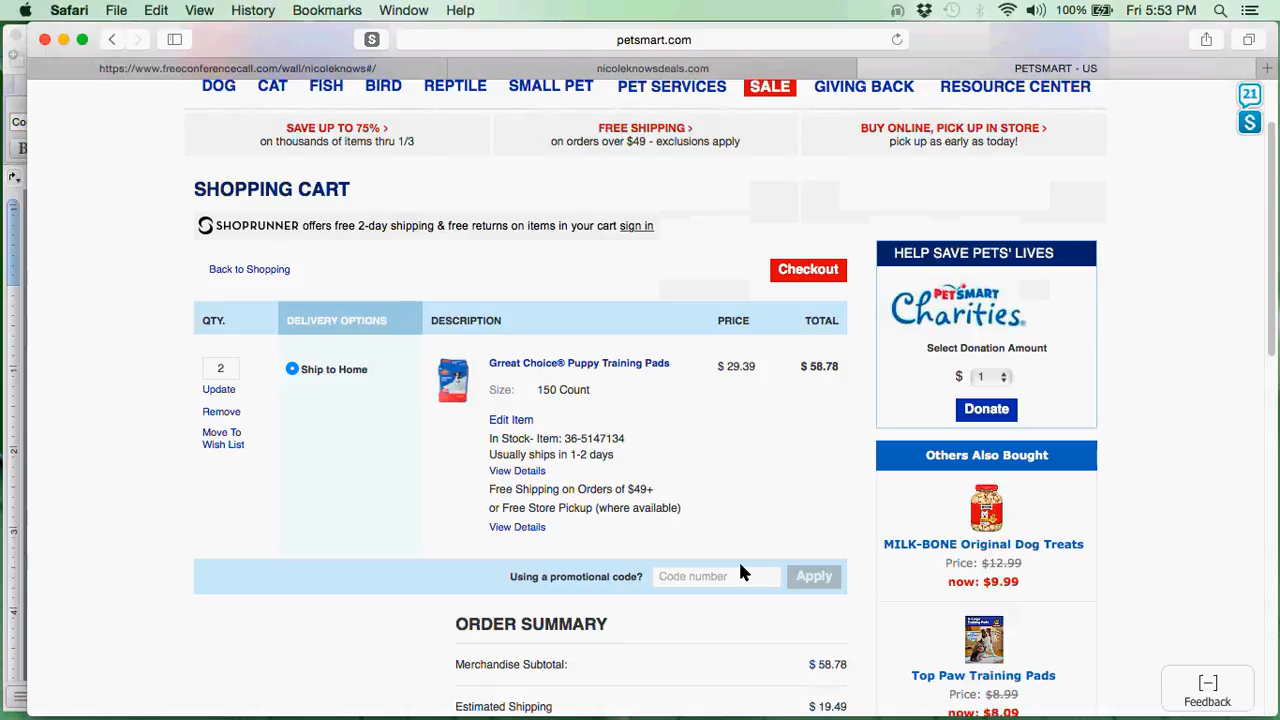 Safari File Edit View History Bookmarks Window Help 100% Fri 5:53 PM
petsmart.com
https://www.freeconferencecall.com/wall/nicoleknows#/ nicoleknowsdeals.com PETSMART - US
DOG CAT FISH BIRD REPTILE SMALL PET PET SERVICES SALE GIVING BACK RESOURCE CENTER
SAVE UP TO 75% >
on thousands of items thru 1/3
FREE SHIPPING >
on orders over $49 - exclusions apply
BUY ONLINE, PICK UP IN STORE >
pick up as early as today!
21
S
SHOPPING CART
SHOPRUNNER offers free 2-day shipping & free returns on items in your cart sign in
Back to Shopping
Checkout
QTY. DELIVERY OPTIONS DESCRIPTION PRICE TOTAL
2
Update
Remove
Move To
Wish List
Ship to Home
Grreat Choice® Puppy Training Pads $ 29.39 $ 58.78
Size: 150 Count
Edit Item
In Stock- Item: 36-5147134
Usually ships in 1-2 days
View Details
Free Shipping on Orders of $49+
or Free Store Pickup (where available)
View Details
Using a promotional code? Code number Apply
ORDER SUMMARY
Merchandise Subtotal: $ 58.78
Estimated Shipping $ 19.49
HELP SAVE PETS' LIVES
PETSMART
Charities®
Select Donation Amount
$ 1
Donate
Others Also Bought
MILK-BONE Original Dog Treats
Price: $12.99
now: $9.99
Top Paw Training Pads
Price: $8.99
now: $8.09
[-]
Feedback